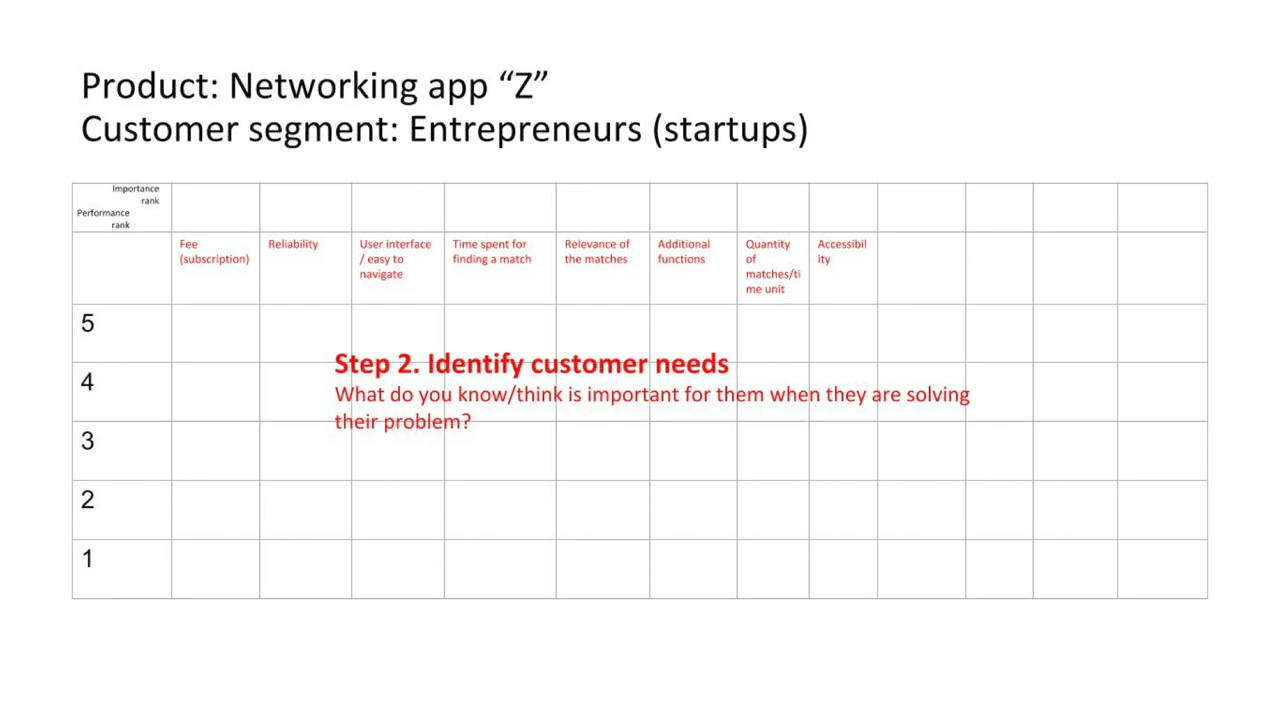 Product: Networking app “Z”
Customer segment: Entrepreneurs (startups)
Importance
rank
Performance
rank
Fee
(subscription)
Reliability
User interface
/ easy to
navigate
Time spent for
finding a match
Relevance of
the matches
Additional
functions
Quantity
of
matches/ti
me unit
Accessibil
ity
5
Step 2. Identify customer needs
4
What do you know/think is important for them when they are solving
their problem?
3
2
1